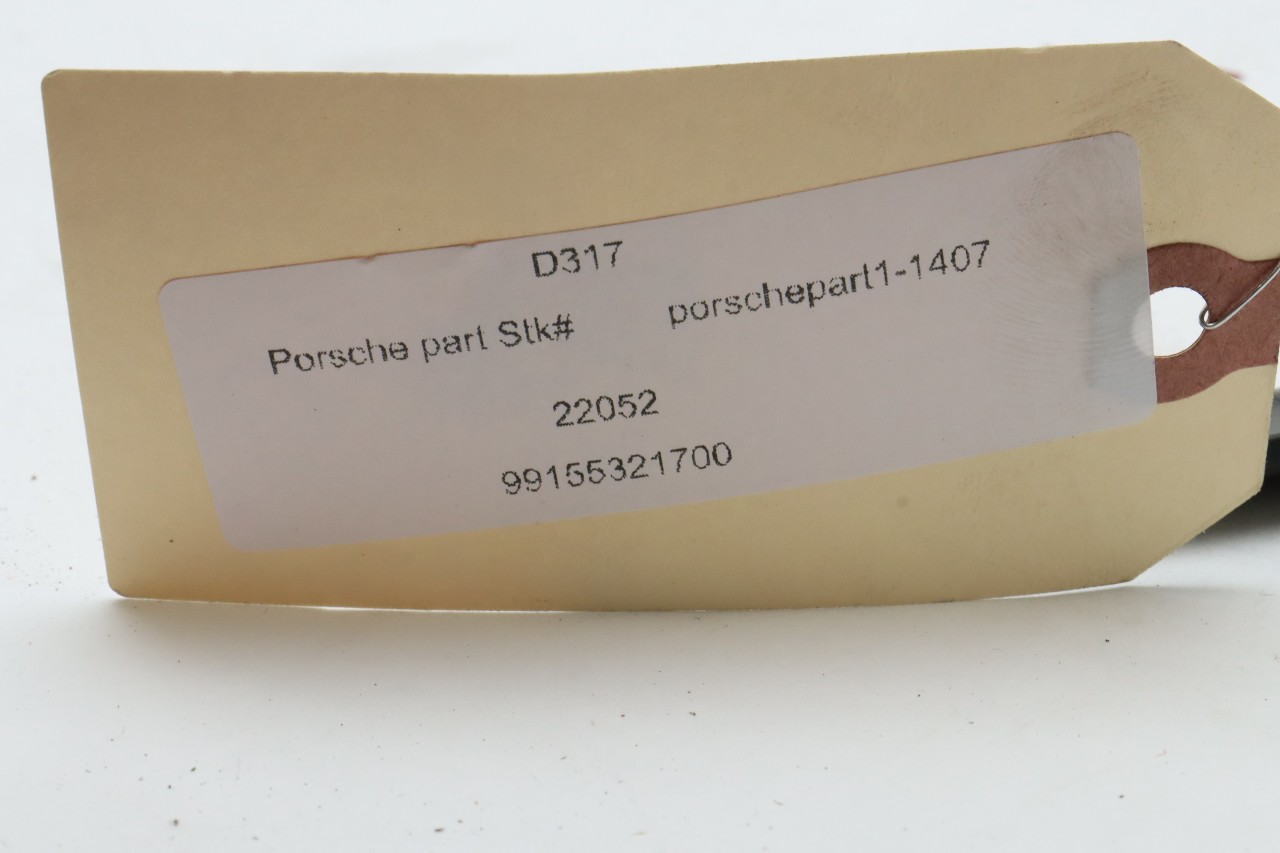 D317
Porsche part Stk# porschepart1-1407
22052
99155321700